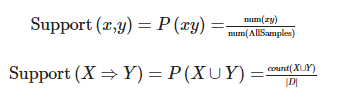 Support (x,y) = P (xy) = num(xy)/num(AllSamples)
Support (X ⇒ Y) = P (X ∪ Y) = count(X∪Y)/|D|